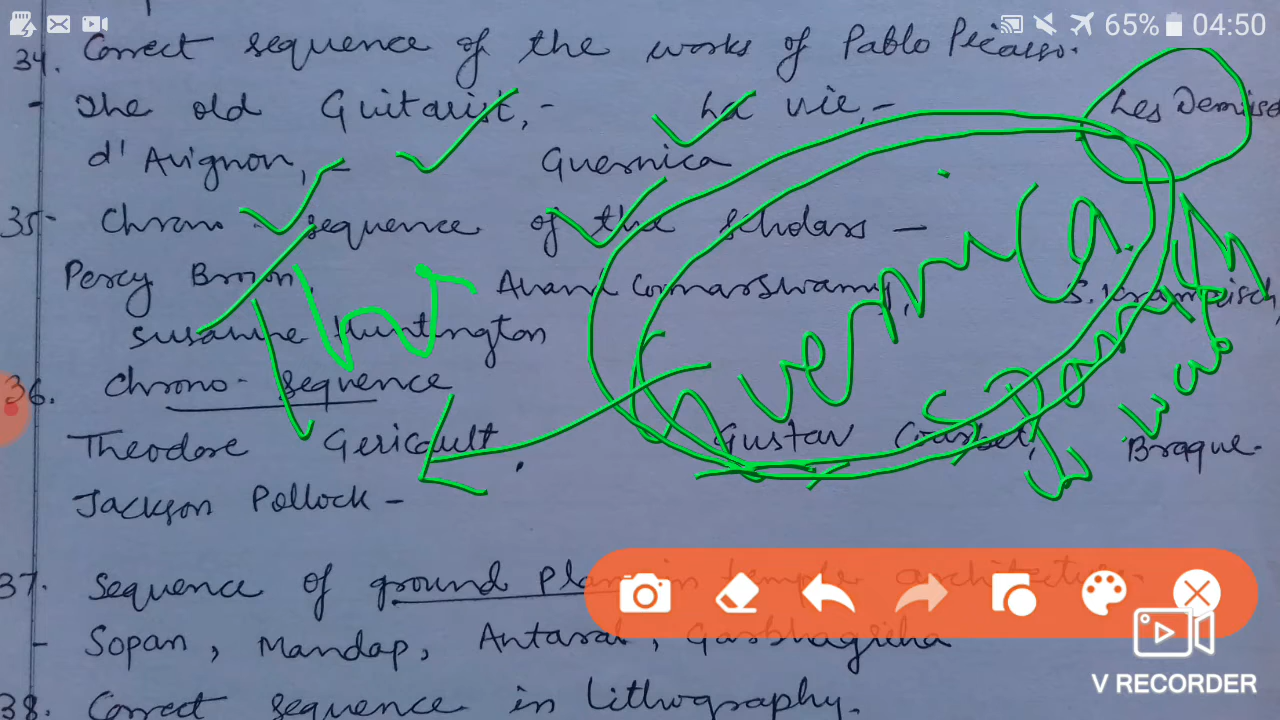 65% 04:50
34. Correct sequence of the works of Pablo Picasso.
- The old Guitarist, - La vie, - Les Demise
d' Avignon, - Guernica
35- Chrono. sequence of the scholars -
Percy Brown, Anand Comarswamy, S. Kramrisch,
Susanne Huntington
36. Chrono- sequence
Theodore Gericault, Gustav Courbet, Braque.
Jackson Pollock -
37. Sequence of ground plan in temple architecture.
- Sopan, Mandap, Antaral, Garbhagriha
38. Correct sequence in lithography.
Guernica
Spanish
war
V RECORDER